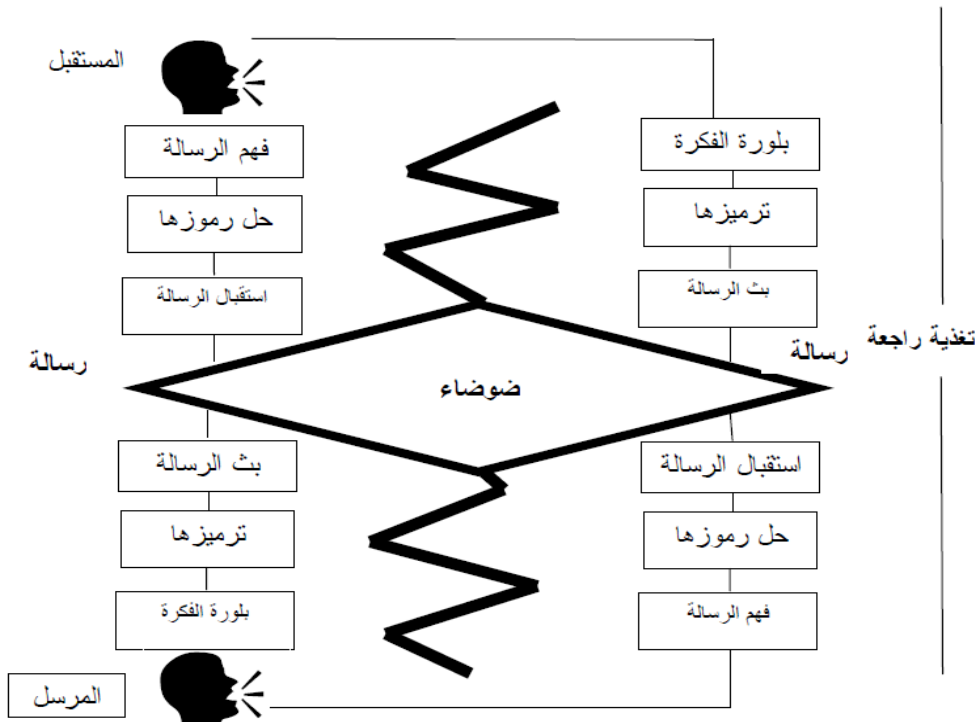 المستقبل
فهم الرسالة
بلورة الفكرة
حل رموزها
ترميزها
استقبال الرسالة
بث الرسالة
تغذية راجعة
رسالة
رسالة
ضوضاء
بث الرسالة
استقبال الرسالة
ترميزها
حل رموزها
بلورة الفكرة
فهم الرسالة
المرسل